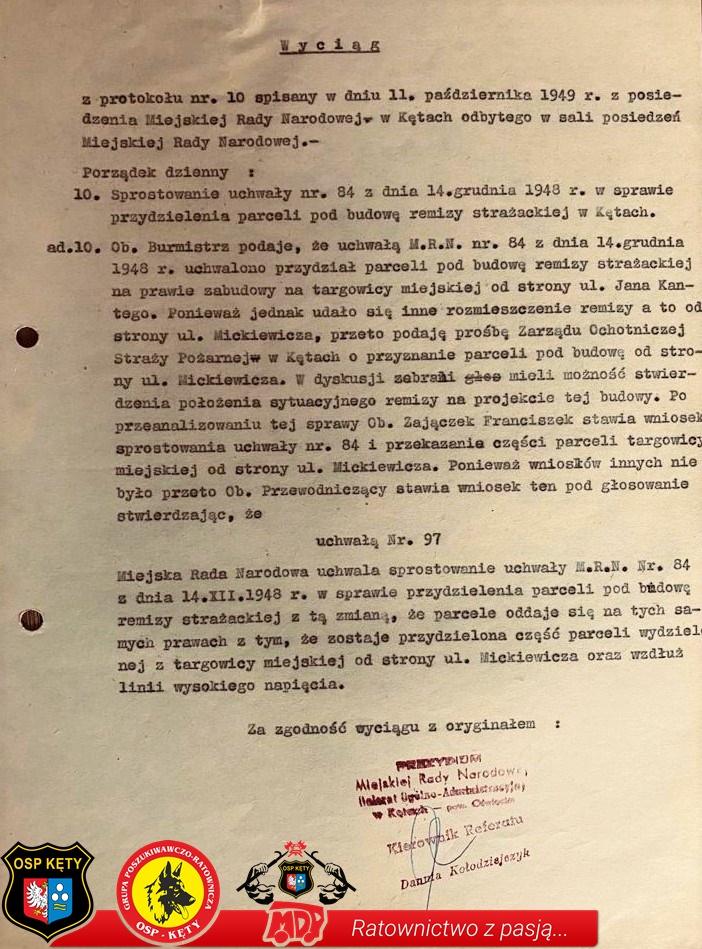 Wyciąg
z protokołu nr. 10 spisany w dniu 11. października 1949 r. z posie-
dzenia Miejskiej Rady Narodowej w Kętach odbytego w sali posiedzeń
Miejskiej Rady Narodowej.-
Porządek dzienny :
10. Sprostowanie uchwały nr. 84 z dnia 14.grudnia 1948 r. w sprawie
przydzielenia parceli pod budowę remizy strażackiej w Kętach.
ad.10. Ob. Burmistrz podaje, że uchwałą M.R.N. nr. 84 z dnia 14.grudnia
1948 r. uchwalono przydział parceli pod budowę remizy strażackiej
na prawie zabudowy na targowicy miejskiej od strony ul. Jana Kan-
tego. Ponieważ jednak udało się inne rozmieszczenie remizy a to od
strony ul. Mickiewicza, przeto podaję prośbę Zarządu Ochotniczej
Straży Pożarnej w Kętach o przyznanie parceli pod budowę od stro-
ny ul. Mickiewicza. W dyskusji zebrali głos mieli możność stwier-
dzenia położenia sytuacyjnego remizy na projekcie tej budowy. Po
przeanalizowaniu tej sprawy Ob. Zajączek Franciszek stawia wniosek
sprostowania uchwały nr. 84 i przekazanie części parceli targowicy
miejskiej od strony ul. Mickiewicza. Ponieważ wniosków innych nie
było przeto Ob. Przewodniczący stawia wniosek ten pod głosowanie
stwierdzając, że
uchwałą Nr. 97
Miejska Rada Narodowa uchwala sprostowanie uchwały M.R.N. Nr. 84
z dnia 14.XII.1948 r. w sprawie przydzielenia parceli pod budowę
remizy strażackiej z tą zmianą, że parcele oddaje się na tych sa-
mych prawach z tym, że zostaje przydzielona część parceli wydziel
nej z targowicy miejskiej od strony ul. Mickiewicza oraz wzdłuż
linii wysokiego napięcia.
Za zgodność wyciągu z oryginałem :
PREZYDIUM
Miejskiej Rady Narodowej
Referat Ogólno-Administracyjny
w Kętach - pow. Oświęcim
Kierownik Referatu
Danuta Kołodziejczyk
OSP KĘTY
GRUPA POSZUKIWAWCZO-RATOWNICZA
OSP - KĘTY
OSP KĘTY
MDP
Ratownictwo z pasją...